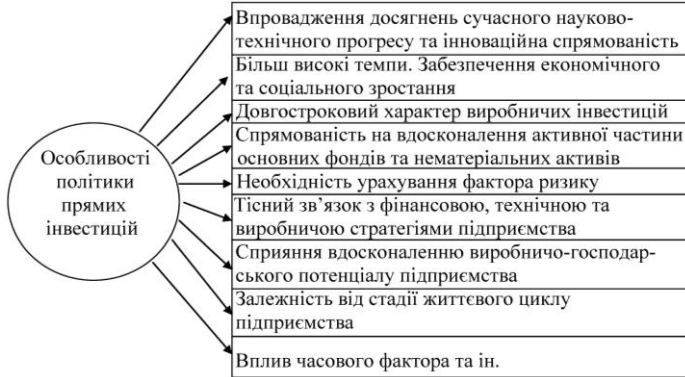 Особливості
політики
прямих
інвестицій
Впровадження досягнень сучасного науково-
технічного прогресу та інноваційна спрямованість
Більш високі темпи. Забезпечення економічного
та соціального зростання
Довгостроковий характер виробничих інвестицій
Спрямованість на вдосконалення активної частини
основних фондів та нематеріальних активів
Необхідність урахування фактора ризику
Тісний зв’язок з фінансовою, технічною та
виробничою стратегіями підприємства
Сприяння вдосконаленню виробничо-господар-
ського потенціалу підприємства
Залежність від стадії життєвого циклу
підприємства
Вплив часового фактора та ін.